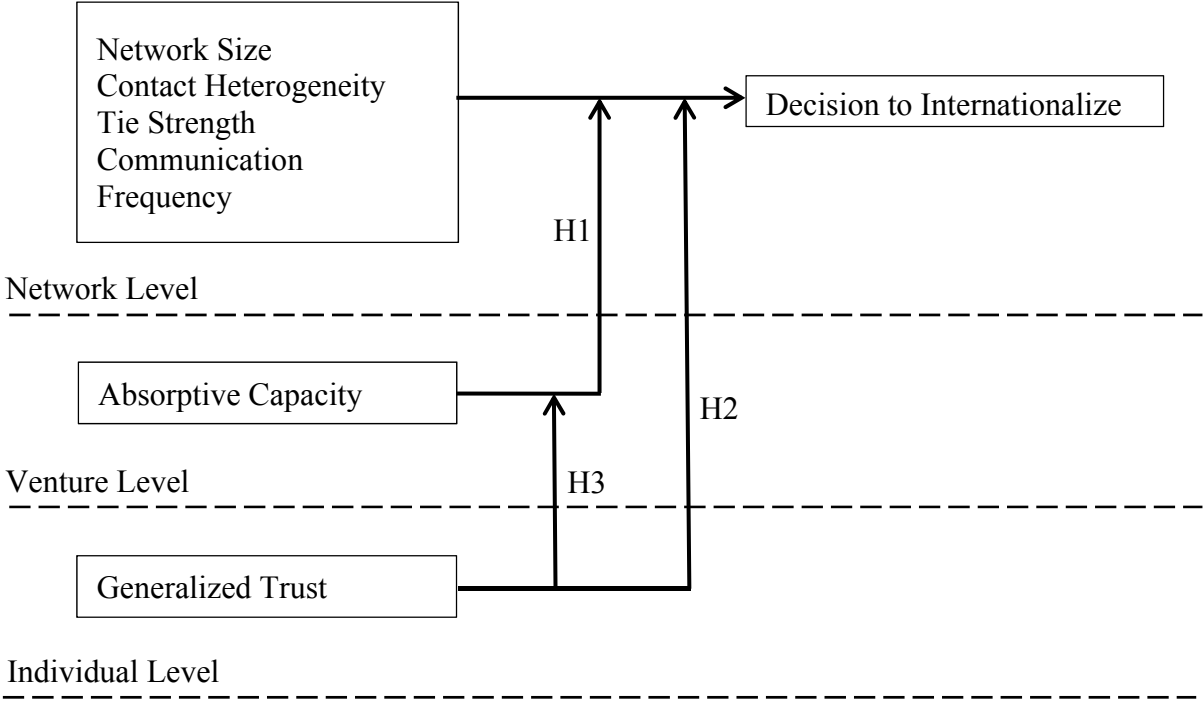 Network Size
Contact Heterogeneity
Tie Strength
Communication
Frequency
Decision to Internationalize
H1
Network Level
Absorptive Capacity
H2
Venture Level
H3
Generalized Trust
Individual Level